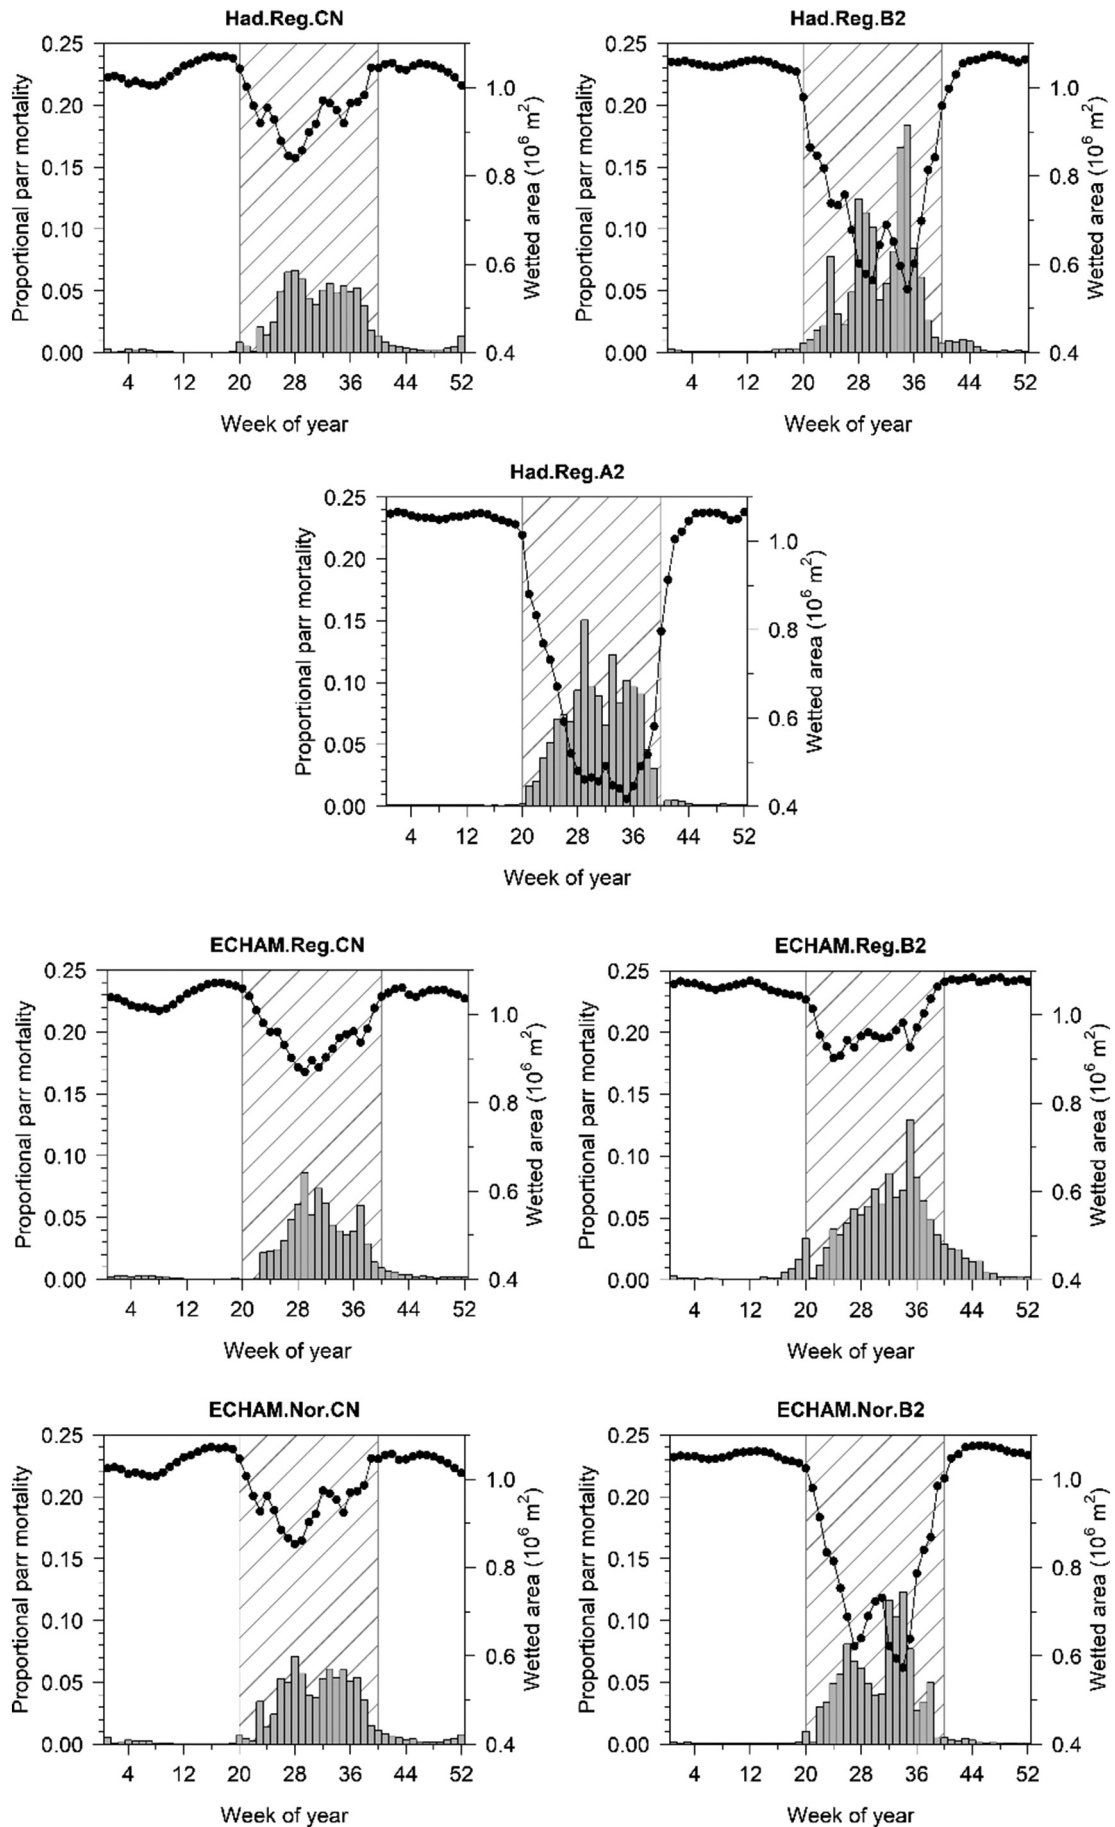 Had.Reg.CN
Proportional parr mortality
0.25
0.20
0.15
0.10
0.05
0.00
1.0
0.8
0.6
0.4
Wetted area (10⁶ m²)
4 12 20 28 36 44 52
Week of year
Had.Reg.B2
Proportional parr mortality
0.25
0.20
0.15
0.10
0.05
0.00
1.0
0.8
0.6
0.4
Wetted area (10⁶ m²)
4 12 20 28 36 44 52
Week of year
Had.Reg.A2
Proportional parr mortality
0.25
0.20
0.15
0.10
0.05
0.00
1.0
0.8
0.6
0.4
Wetted area (10⁶ m²)
4 12 20 28 36 44 52
Week of year
ECHAM.Reg.CN
Proportional parr mortality
0.25
0.20
0.15
0.10
0.05
0.00
1.0
0.8
0.6
0.4
Wetted area (10⁶ m²)
4 12 20 28 36 44 52
Week of year
ECHAM.Reg.B2
Proportional parr mortality
0.25
0.20
0.15
0.10
0.05
0.00
1.0
0.8
0.6
0.4
Wetted area (10⁶ m²)
4 12 20 28 36 44 52
Week of year
ECHAM.Nor.CN
Proportional parr mortality
0.25
0.20
0.15
0.10
0.05
0.00
1.0
0.8
0.6
0.4
Wetted area (10⁶ m²)
4 12 20 28 36 44 52
Week of year
ECHAM.Nor.B2
Proportional parr mortality
0.25
0.20
0.15
0.10
0.05
0.00
1.0
0.8
0.6
0.4
Wetted area (10⁶ m²)
4 12 20 28 36 44 52
Week of year